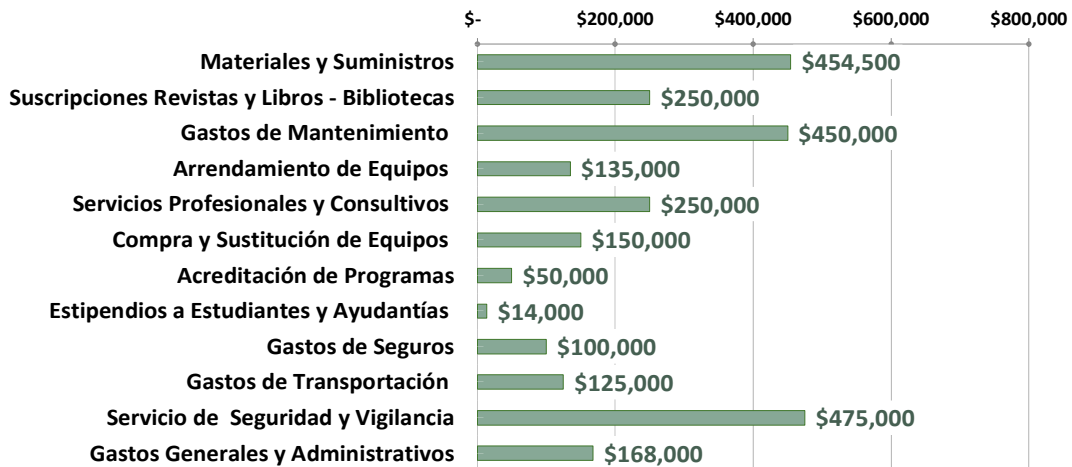 $- $200,000 $400,000 $600,000 $800,000
Materiales y Suministros $454,500
Suscripciones Revistas y Libros - Bibliotecas $250,000
Gastos de Mantenimiento $450,000
Arrendamiento de Equipos $135,000
Servicios Profesionales y Consultivos $250,000
Compra y Sustitución de Equipos $150,000
Acreditación de Programas $50,000
Estipendios a Estudiantes y Ayudantías $14,000
Gastos de Seguros $100,000
Gastos de Transportación $125,000
Servicio de  Seguridad y Vigilancia $475,000
Gastos Generales y Administrativos $168,000